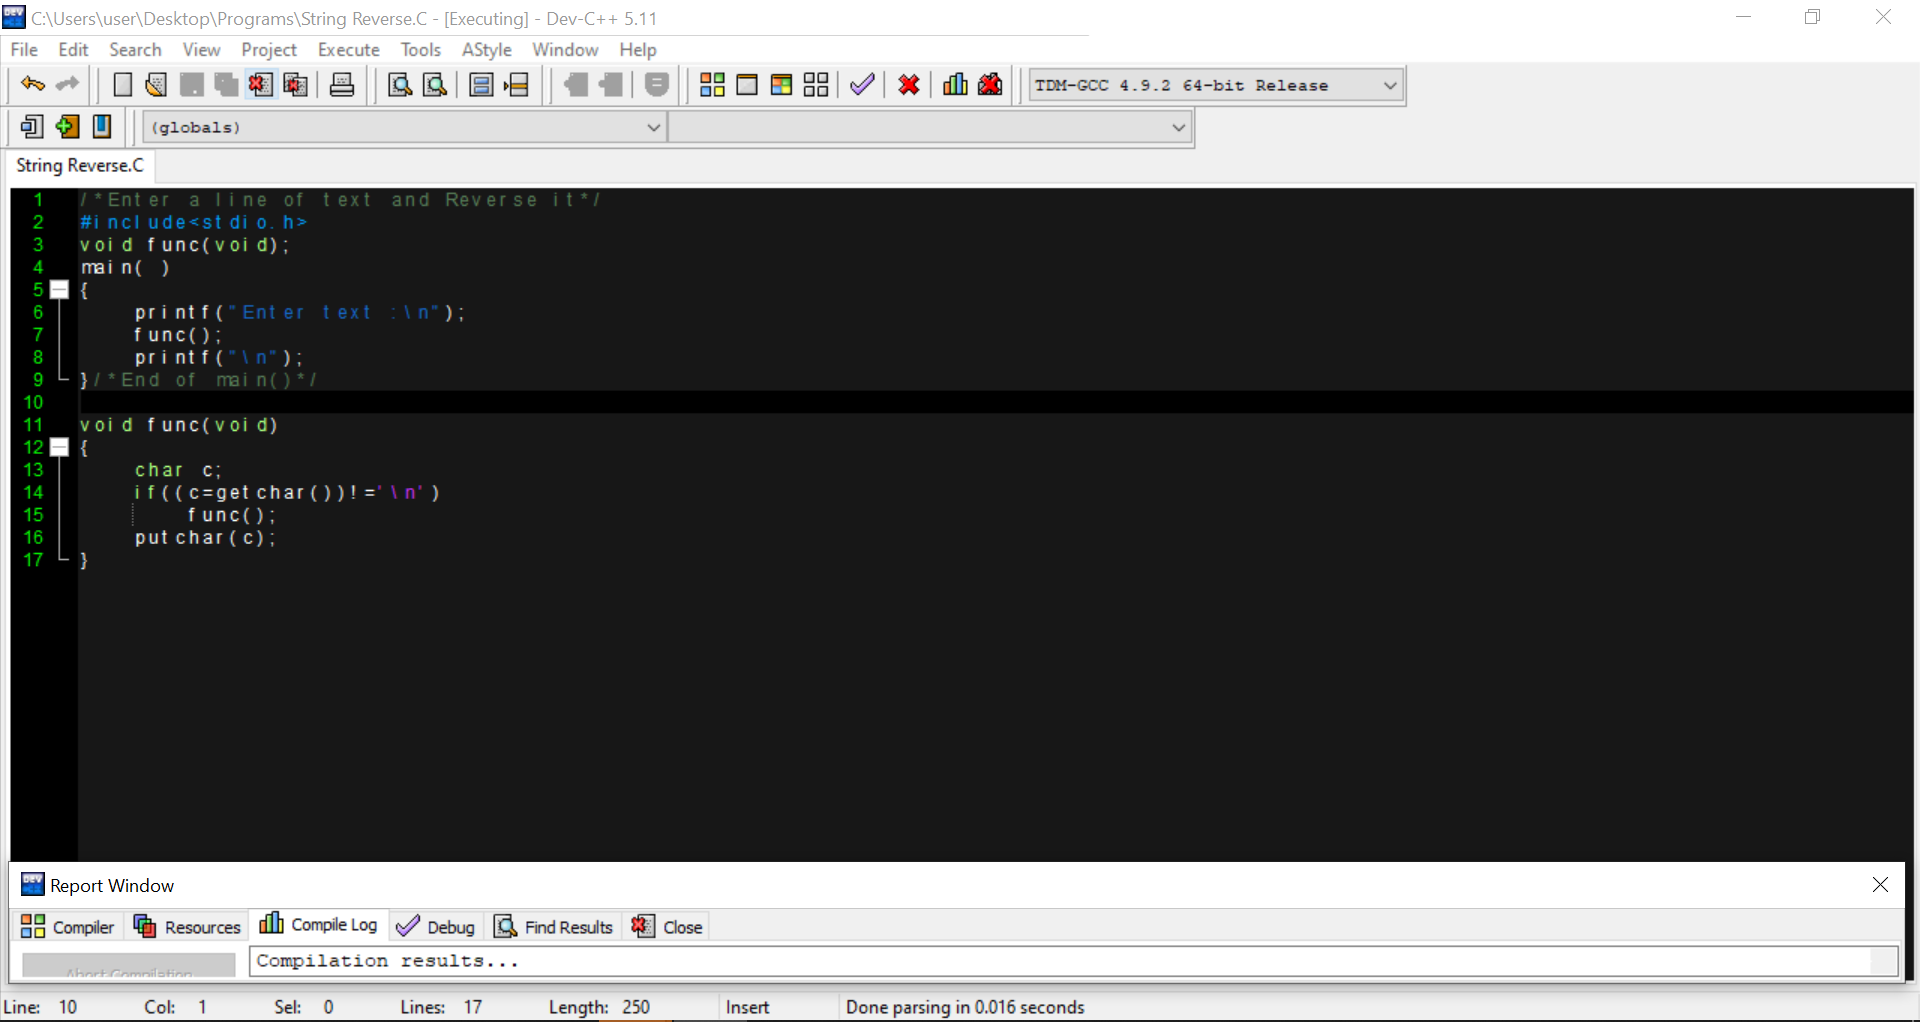 C:\Users\user\Desktop\Programs\String Reverse.C - [Executing] - Dev-C++ 5.11
File Edit Search View Project Execute Tools AStyle Window Help
TDM-GCC 4.9.2 64-bit Release
(globals)
String Reverse.C
1 /*Enter a line of text and Reverse it*/
2 #include<stdio.h>
3 void func(void);
4 main( )
5 {
6 printf("Enter text :\n");
7 func();
8 printf("\n");
9 }/*End of main()*/
10
11 void func(void)
12 {
13 char c;
14 if((c=getchar())!='\n')
15 func();
16 putchar(c);
17 }
DEV Report Window
Compiler Resources Compile Log Debug Find Results Close
Abort Compilation Compilation results...
Line: 10 Col: 1 Sel: 0 Lines: 17 Length: 250 Insert Done parsing in 0.016 seconds